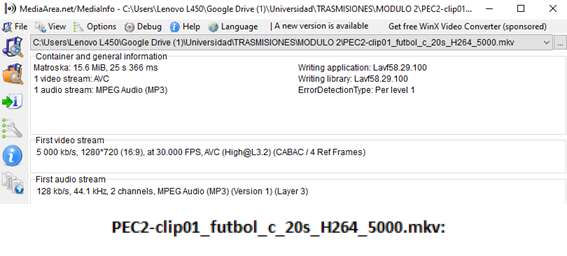 MediaArea.net/MediaInfo - C:\Users\Lenovo L450\Google Drive (1)\Universidad\TRASMISIONES\MODULO 2\PEC2-clip01...
File View Options Debug Help Language A new version is available Get WinX Video Converter (sponsored)
C:\Users\Lenovo L450\Google Drive (1)\Universidad\TRASMISIONES\MODULO 2\PEC2-clip01_futbol_c_20s_H264_5000.mkv ...
Container and general information
Matroska: 15.6 MiB, 25 s 366 ms Writing application: Lavf58.29.100
1 video stream: AVC Writing library: Lavf58.29.100
1 audio stream: MPEG Audio (MP3) ErrorDetectionType: Per level 1
First video stream
5 000 kb/s, 1280*720 (16:9), at 30.000 FPS, AVC (High@L3.2) (CABAC / 4 Ref Frames)
First audio stream
128 kb/s, 44.1 kHz, 2 channels, MPEG Audio (MP3) (Version 1) (Layer 3)
PEC2-clip01_futbol_c_20s_H264_5000.mkv: